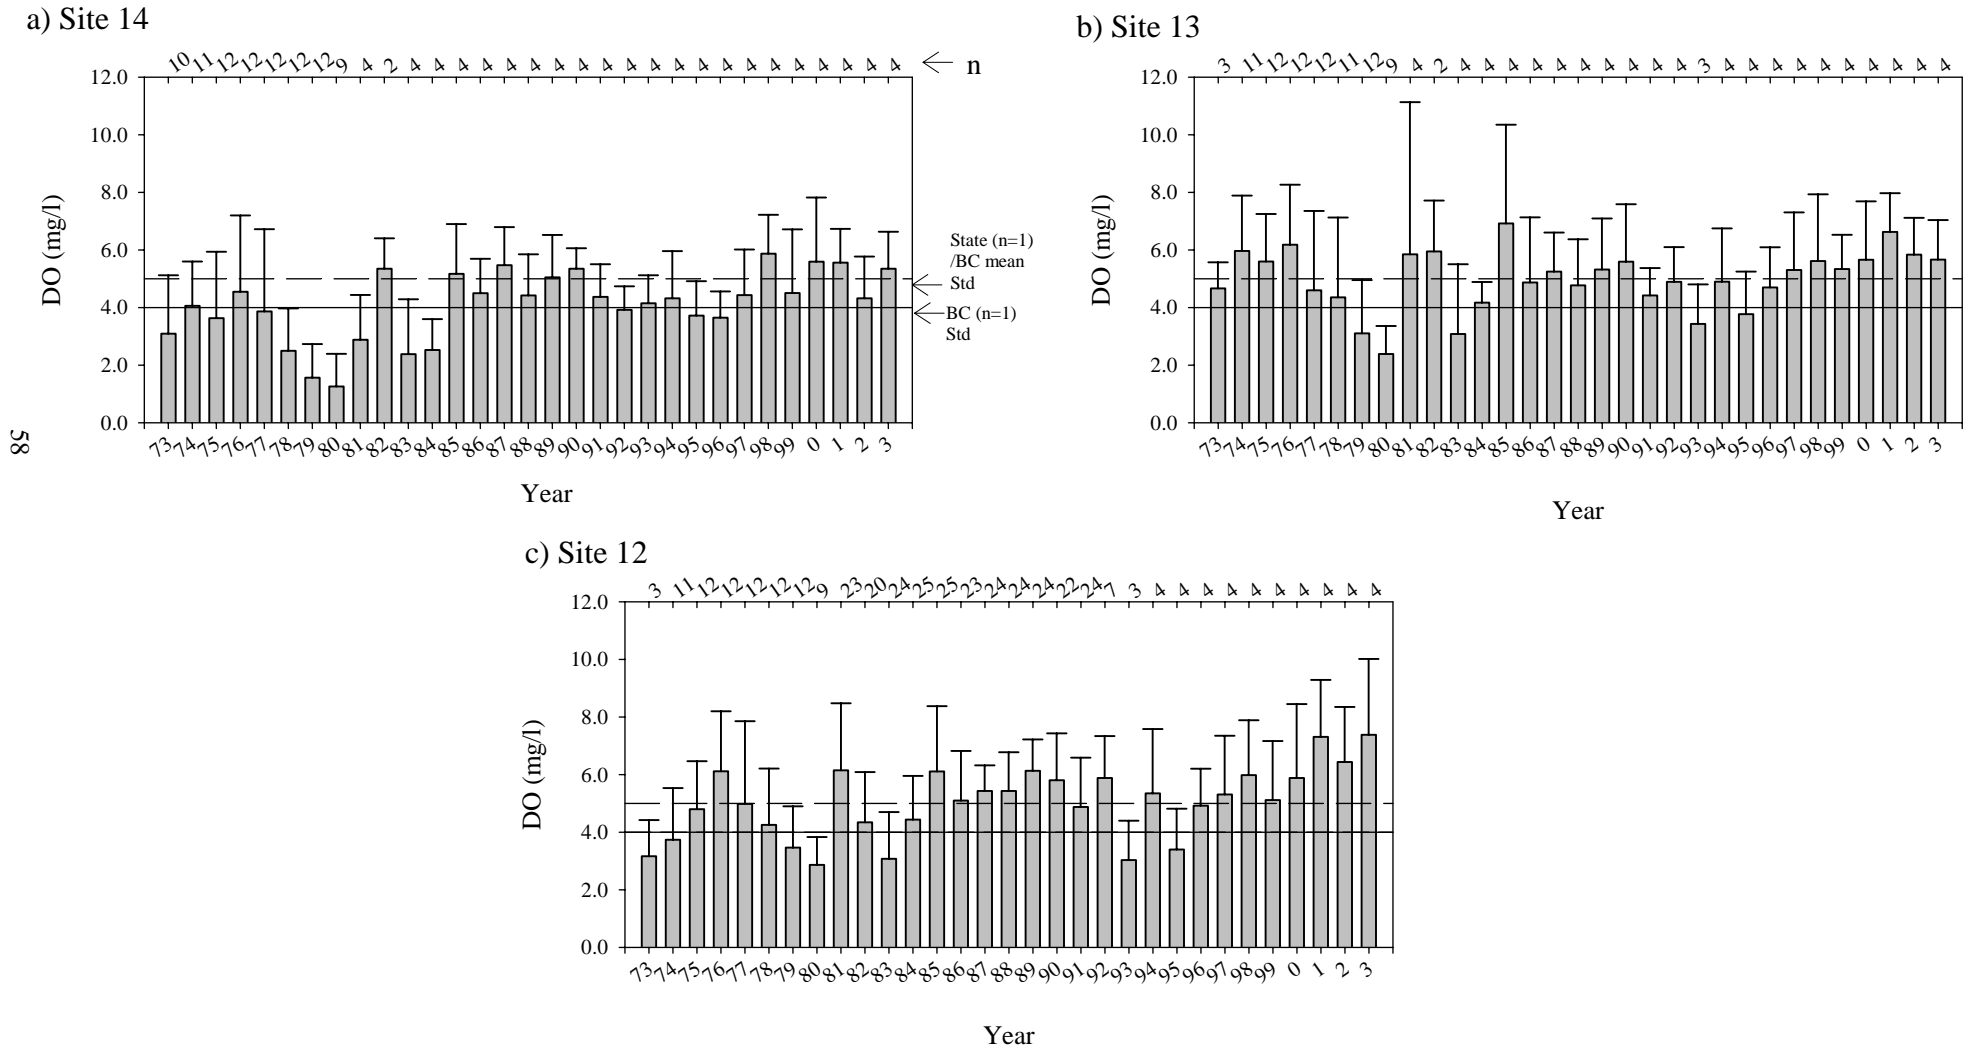 a) Site 14
10 11 12 12 12 12 12 9 4 2 4 4 4 4 4 4 4 4 4 4 4 4 4 4 4 4 4 4 4 4 4
n
12.0
10.0
8.0
6.0
4.0
2.0
0.0
DO (mg/l)
State (n=1)
/BC mean
Std
BC (n=1)
Std
73 74 75 76 77 78 79 80 81 82 83 84 85 86 87 88 89 90 91 92 93 94 95 96 97 98 99 0 1 2 3
Year
58
b) Site 13
3 11 12 12 12 11 12 9 4 2 4 4 4 4 4 4 4 4 4 4 3 4 4 4 4 4 4 4 4 4 4
12.0
10.0
8.0
6.0
4.0
2.0
0.0
DO (mg/l)
73 74 75 76 77 78 79 80 81 82 83 84 85 86 87 88 89 90 91 92 93 94 95 96 97 98 99 0 1 2 3
Year
c) Site 12
3 11 12 12 12 12 12 9 23 20 24 25 25 23 24 24 24 22 24 7 3 4 4 4 4 4 4 4 4 4 4
12.0
10.0
8.0
6.0
4.0
2.0
0.0
DO (mg/l)
73 74 75 76 77 78 79 80 81 82 83 84 85 86 87 88 89 90 91 92 93 94 95 96 97 98 99 0 1 2 3
Year